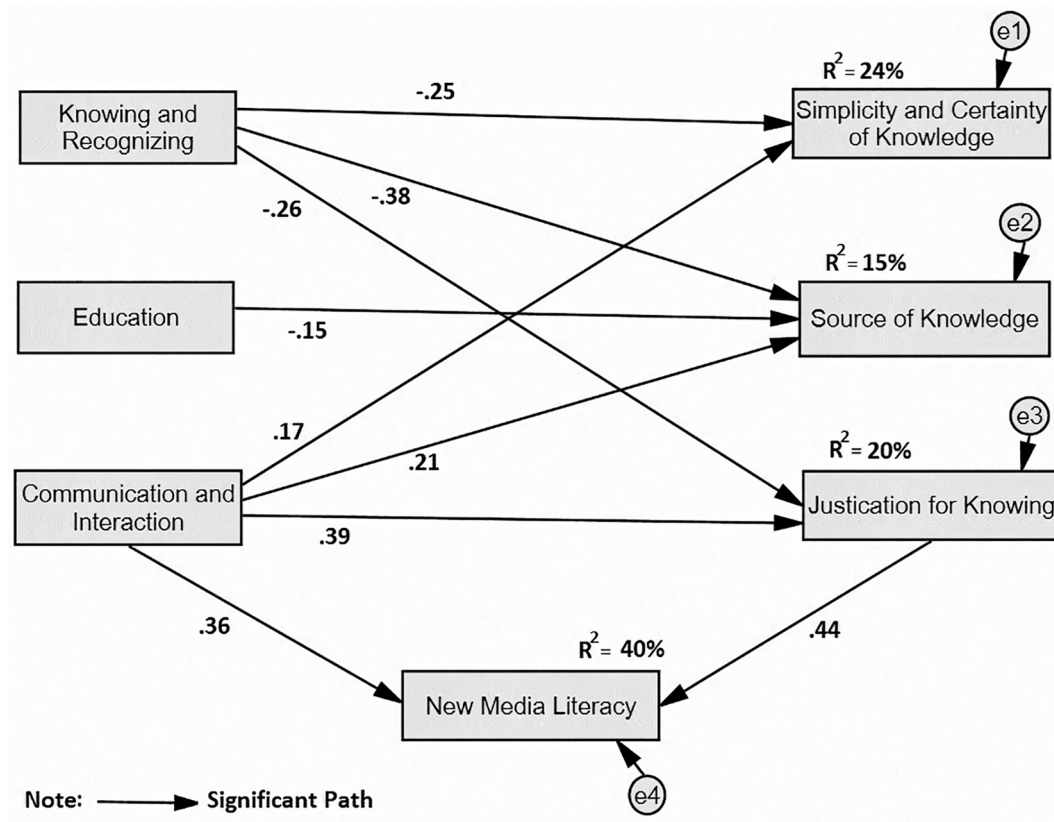 e1
R2 = 24%
-.25
Knowing and
Recognizing
Simplicity and Certainty
of Knowledge
-.38
-.26
e2
R2 = 15%
Education
-.15
Source of Knowledge
.17
.21
e3
R2 = 20%
Communication and
Interaction
Justication for Knowing
.39
.36
.44
R2 = 40%
New Media Literacy
e4
Note: Significant Path